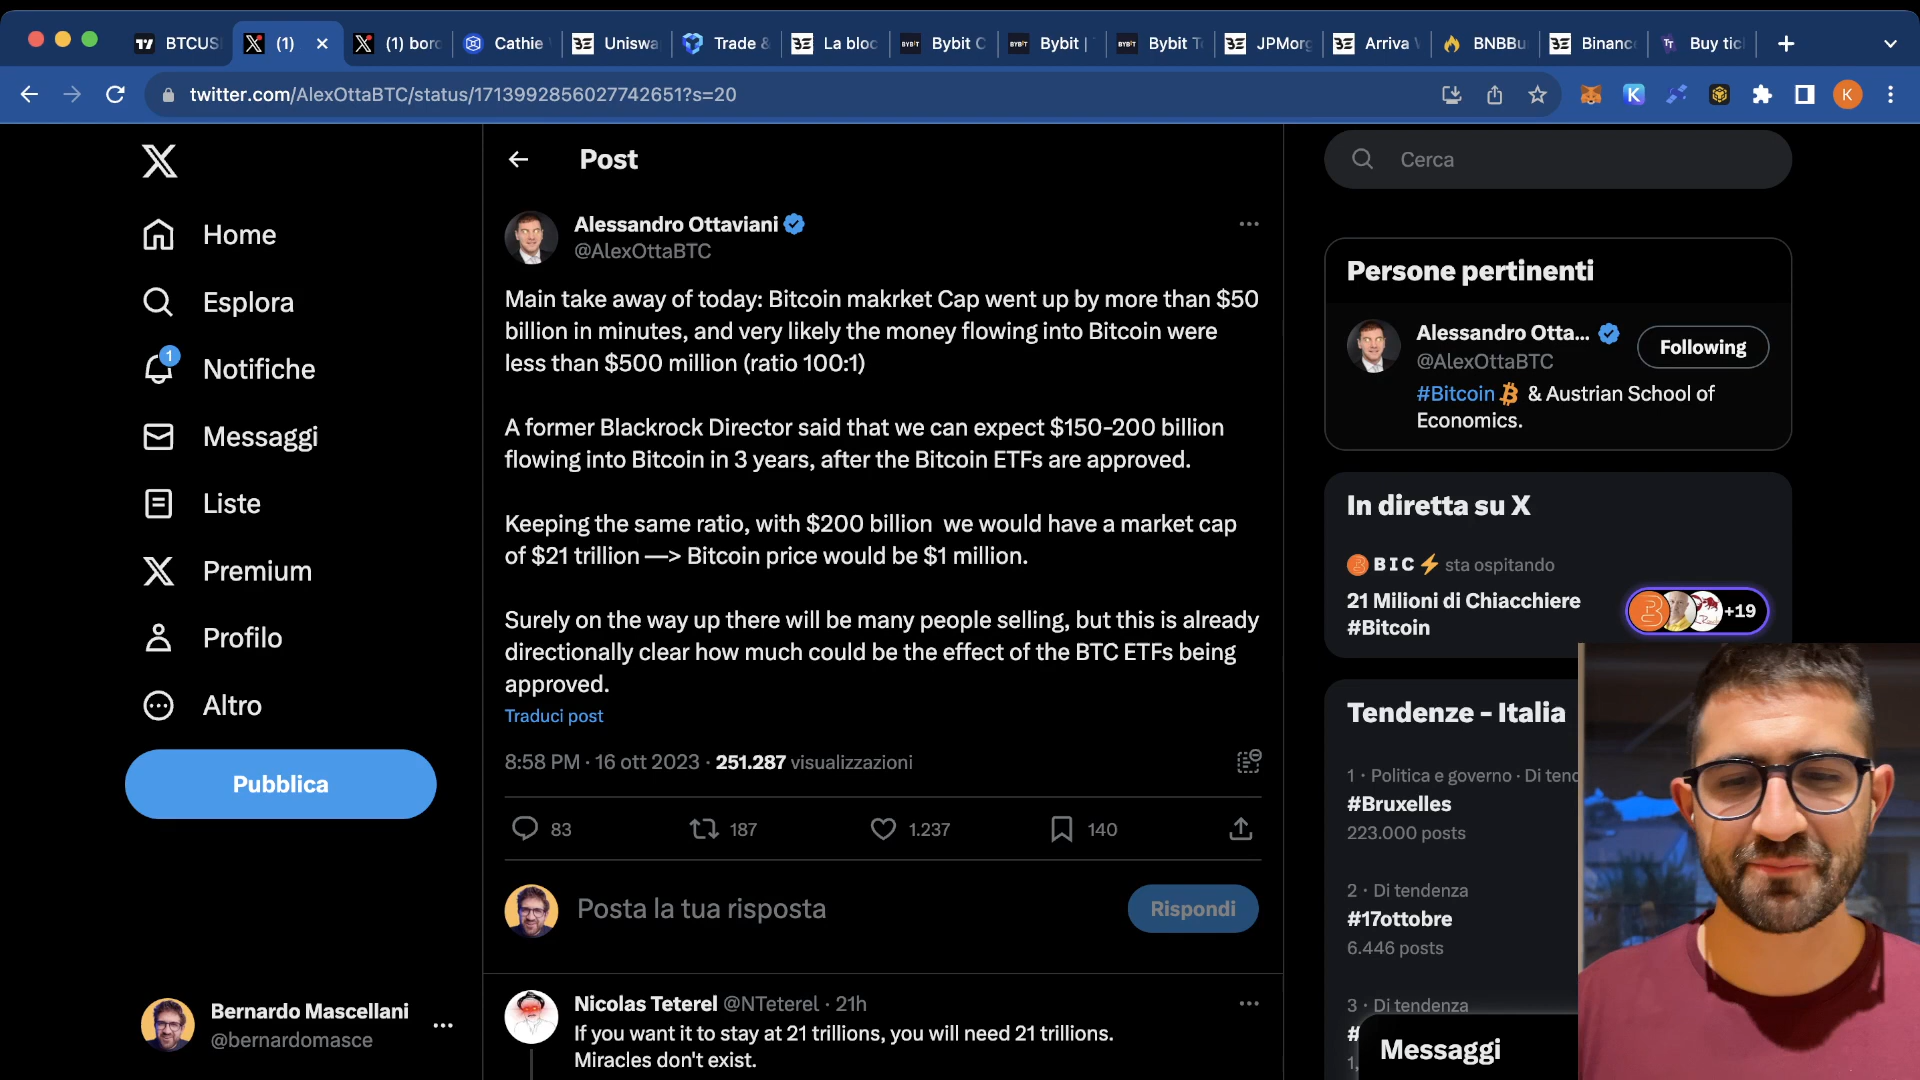 BTCUS
(1)
(1) bor
Cathie
Uniswa
Trade &
La bloc
Bybit C
Bybit |
Bybit T
JPMorg
Arriva
BNBBu
Binanc
Buy tic
twitter.com/AlexOttaBTC/status/1713992856027742651?s=20
K
Home
Esplora
1
Notifiche
Messaggi
Liste
Premium
Profilo
Altro
Pubblica
Bernardo Mascellani
@bernardomasce
Post
Alessandro Ottaviani
@AlexOttaBTC
Main take away of today: Bitcoin makrket Cap went up by more than $50
billion in minutes, and very likely the money flowing into Bitcoin were
less than $500 million (ratio 100:1)
A former Blackrock Director said that we can expect $150-200 billion
flowing into Bitcoin in 3 years, after the Bitcoin ETFs are approved.
Keeping the same ratio, with $200 billion  we would have a market cap
of $21 trillion —> Bitcoin price would be $1 million.
Surely on the way up there will be many people selling, but this is already
directionally clear how much could be the effect of the BTC ETFs being
approved.
Traduci post
8:58 PM · 16 ott 2023 · 251.287 visualizzazioni
83
187
1.237
140
Posta la tua risposta
Rispondi
Nicolas Teterel @NTeterel · 21h
If you want it to stay at 21 trillions, you will need 21 trillions.
Miracles don't exist.
Cerca
Persone pertinenti
Alessandro Otta...
@AlexOttaBTC
Following
#Bitcoin & Austrian School of
Economics.
In diretta su X
BIC⚡ sta ospitando
21 Milioni di Chiacchiere
#Bitcoin
+19
Tendenze - Italia
1 · Politica e governo · Di tend
#Bruxelles
223.000 posts
2 · Di tendenza
#17ottobre
6.446 posts
3 · Di tendenza
#
Messaggi